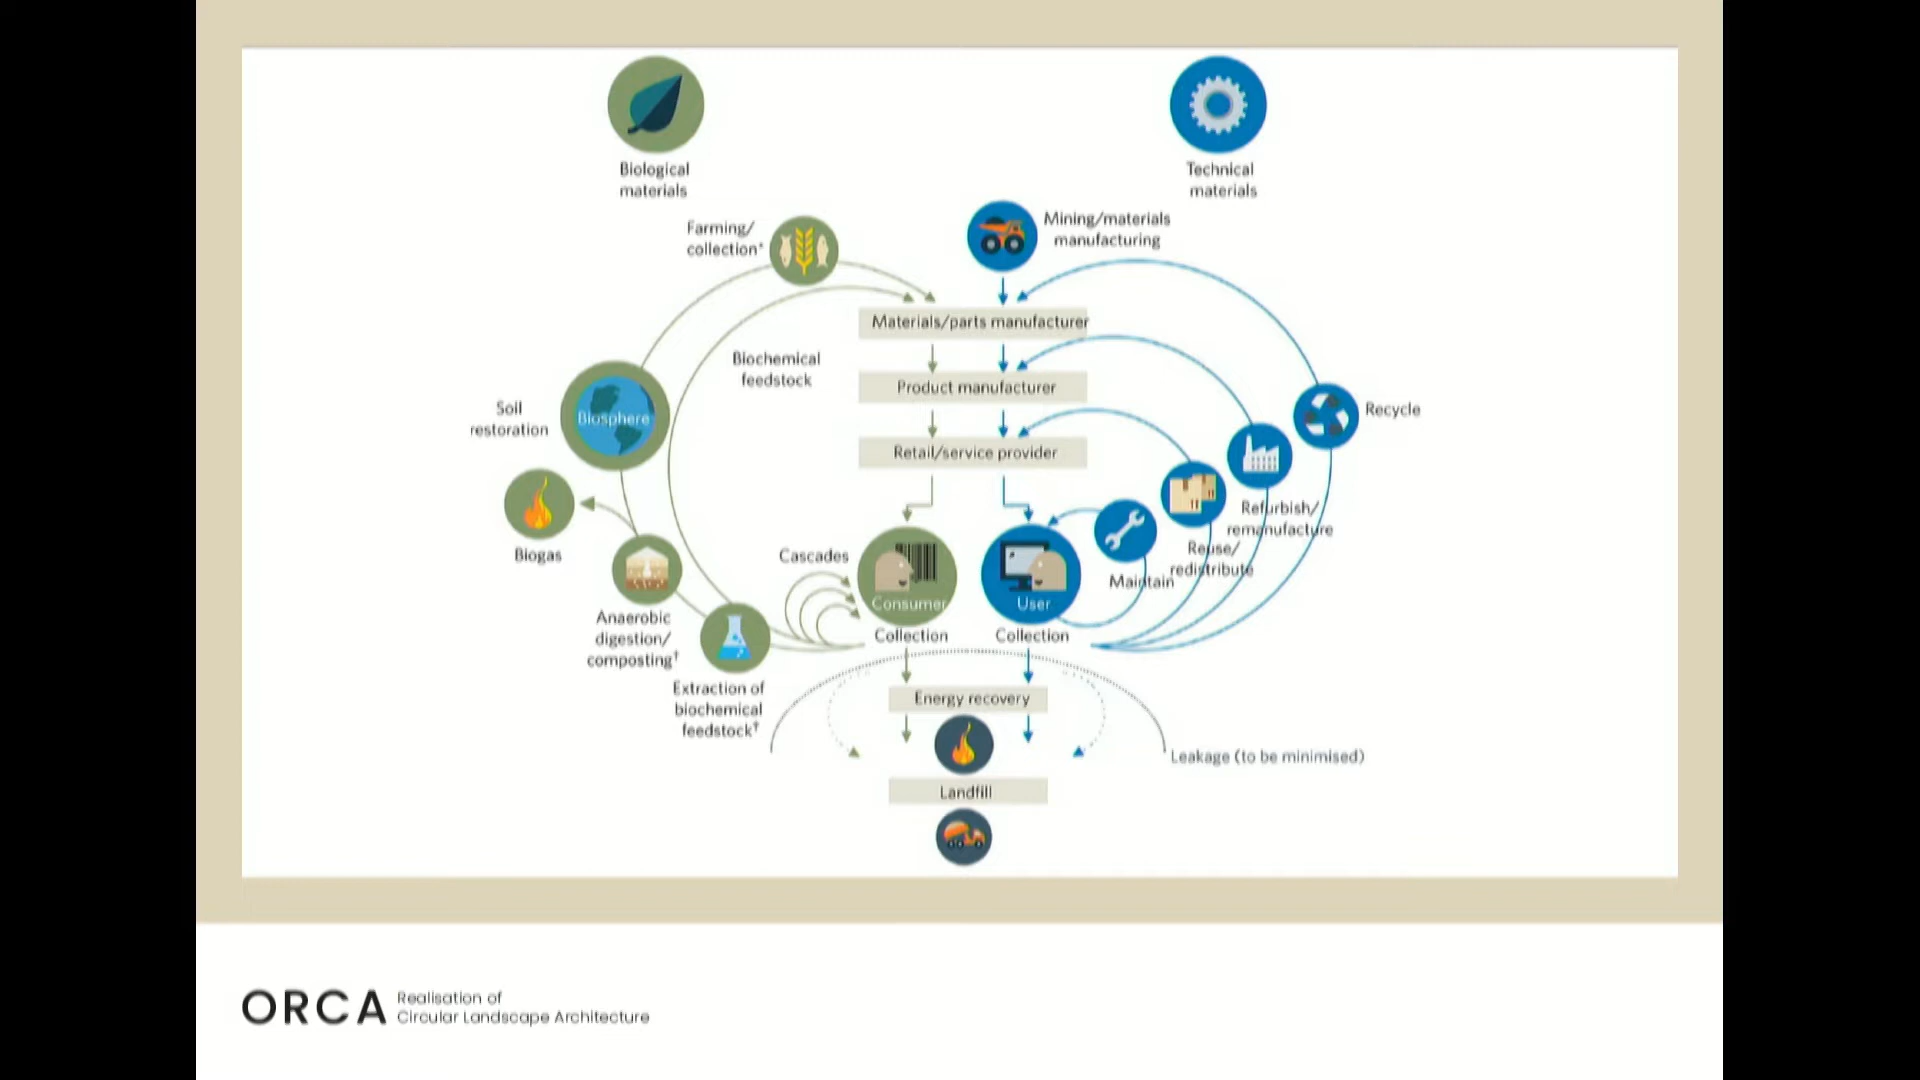 Biological
materials
Technical
materials
Farming/
collection*
Mining/materials
manufacturing
Materials/parts manufacturer
Biochemical
feedstock
Product manufacturer
Soil
restoration
Biosphere
Recycle
Retail/service provider
Refurbish/
remanufacture
Biogas
Reuse/
redistribute
Cascades
Maintain
Consumer
User
Anaerobic
digestion/
composting†
Collection
Collection
Extraction of
biochemical
feedstock†
Energy recovery
Leakage (to be minimised)
Landfill
ORCA
Realisation of
Circular Landscape Architecture